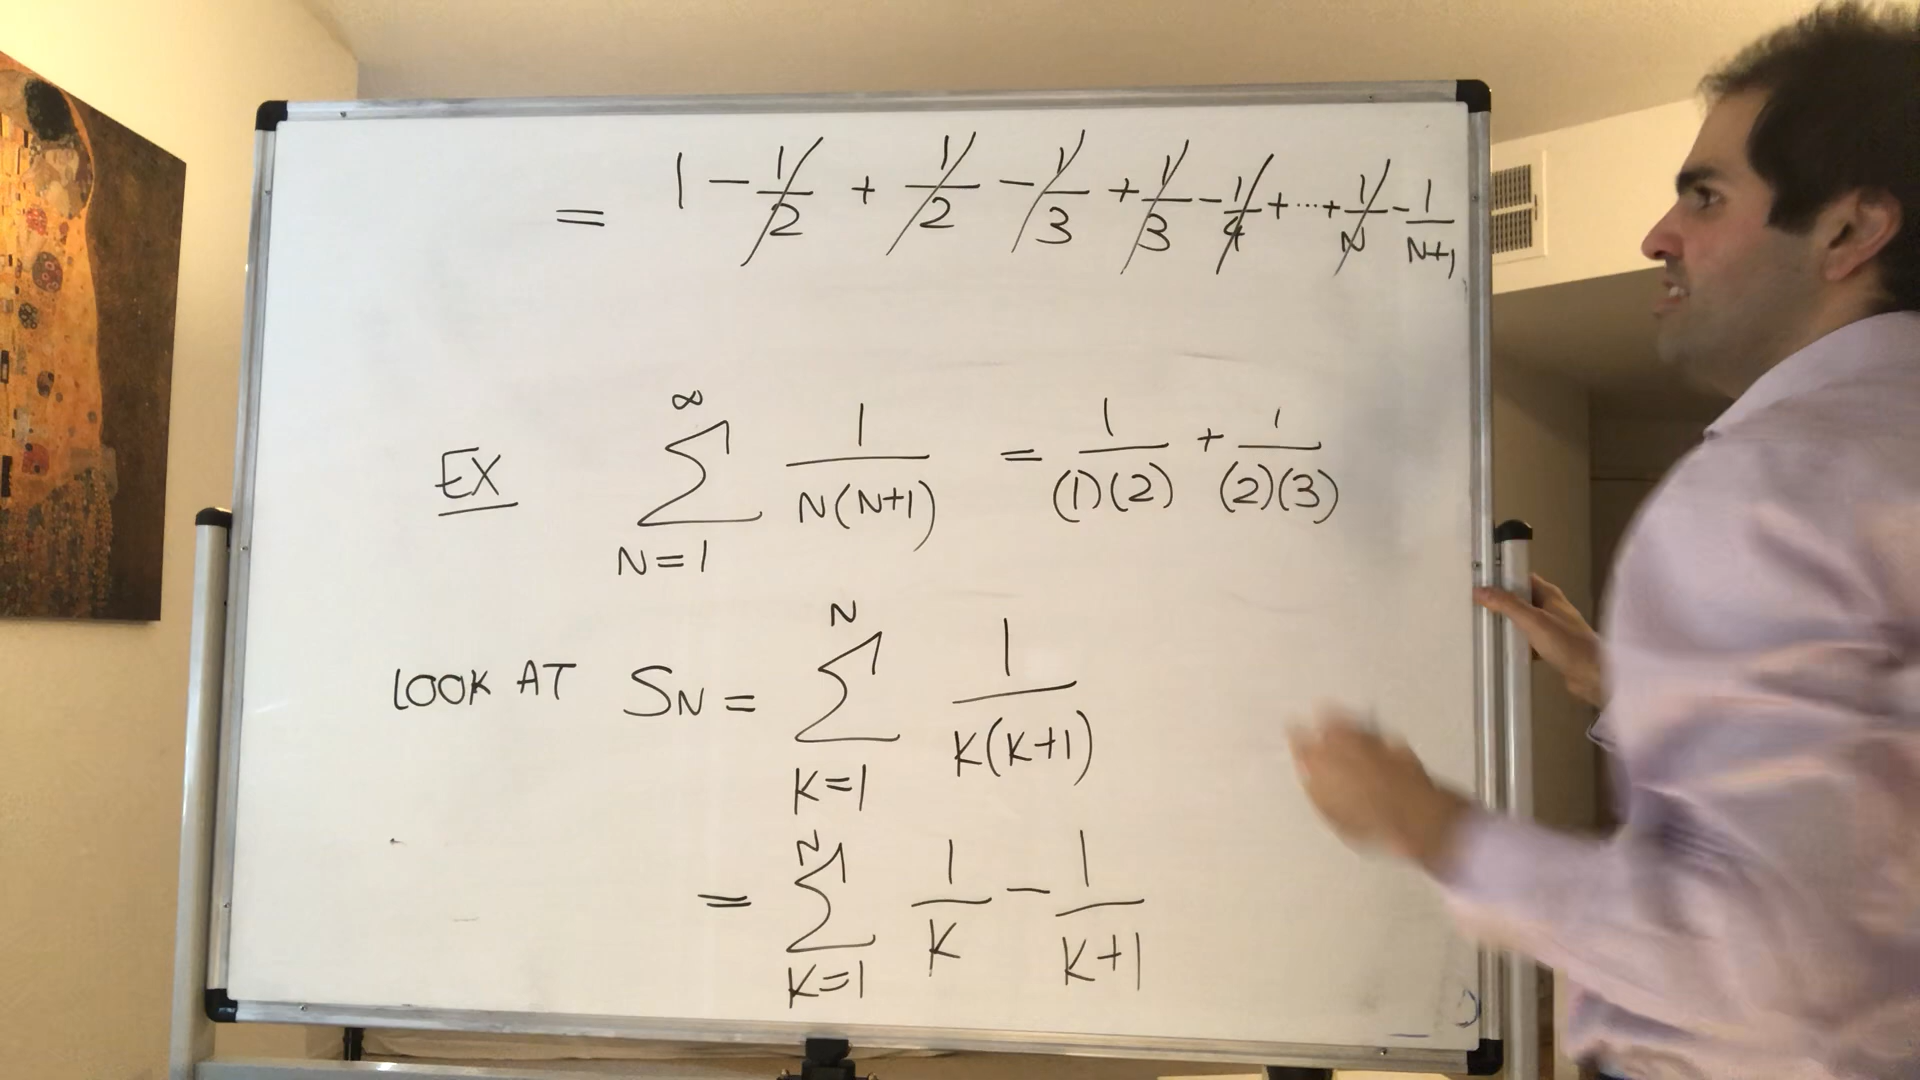 = 1 - 1/2 + 1/2 - 1/3 + 1/3 - 1/4 + ... + 1/N - 1/N+1
EX ∞ ∑ N=1 1/N(N+1) = 1/(1)(2) + 1/(2)(3)
LOOK AT SN = N ∑ K=1 1/K(K+1)
= N ∑ K=1 1/K - 1/K+1